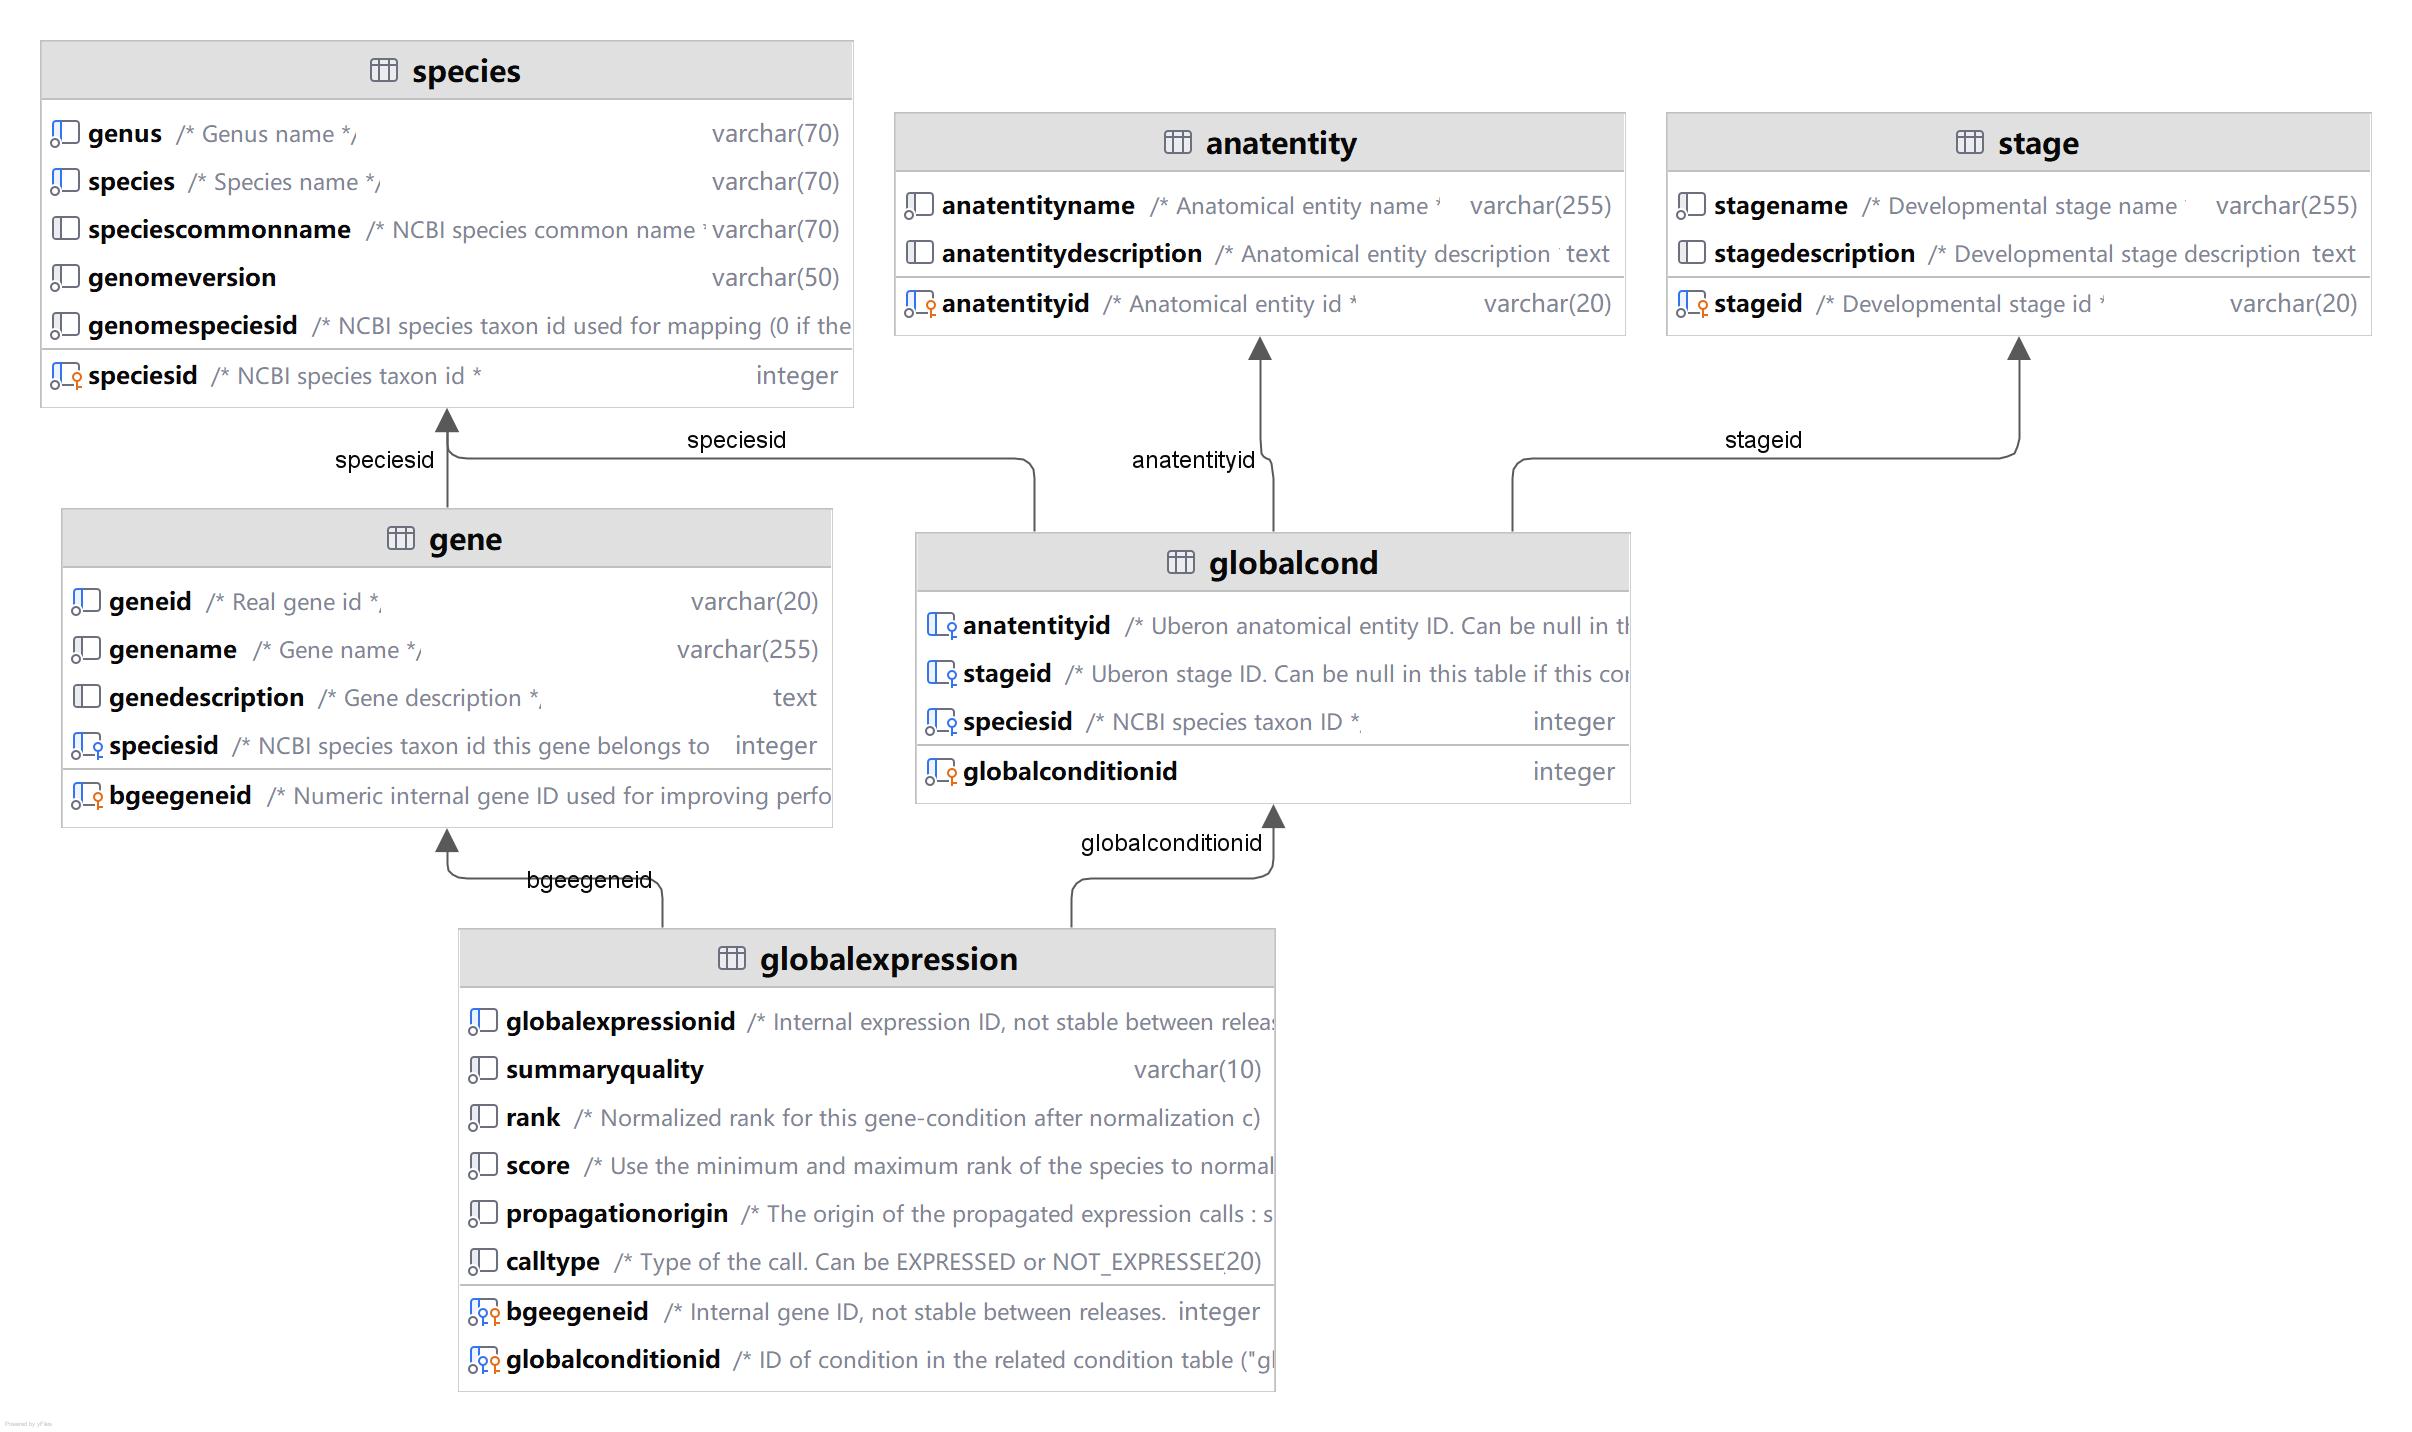 species
genus /* Genus name */ varchar(70)
species /* Species name */ varchar(70)
speciescommonname /* NCBI species common name * varchar(70)
genomeversion varchar(50)
genomespeciesid /* NCBI species taxon id used for mapping (0 if the
speciesid /* NCBI species taxon id * integer
anatentity
anatentityname /* Anatomical entity name * varchar(255)
anatentitydescription /* Anatomical entity description text
anatentityid /* Anatomical entity id * varchar(20)
stage
stagename /* Developmental stage name varchar(255)
stagedescription /* Developmental stage description text
stageid /* Developmental stage id * varchar(20)
speciesid
speciesid
anatentityid
stageid
gene
geneid /* Real gene id */ varchar(20)
genename /* Gene name */ varchar(255)
genedescription /* Gene description */ text
speciesid /* NCBI species taxon id this gene belongs to integer
bgeegeneid /* Numeric internal gene ID used for improving perfo
globalcond
anatentityid /* Uberon anatomical entity ID. Can be null in th
stageid /* Uberon stage ID. Can be null in this table if this cor
speciesid /* NCBI species taxon ID */ integer
globalconditionid integer
bgeegeneid
globalconditionid
globalexpression
globalexpressionid /* Internal expression ID, not stable between releas
summaryquality varchar(10)
rank /* Normalized rank for this gene-condition after normalization c)
score /* Use the minimum and maximum rank of the species to normal
propagationorigin /* The origin of the propagated expression calls : s
calltype /* Type of the call. Can be EXPRESSED or NOT_EXPRESSED 20)
bgeegeneid /* Internal gene ID, not stable between releases. integer
globalconditionid /* ID of condition in the related condition table ("gl
Powered by yFiles